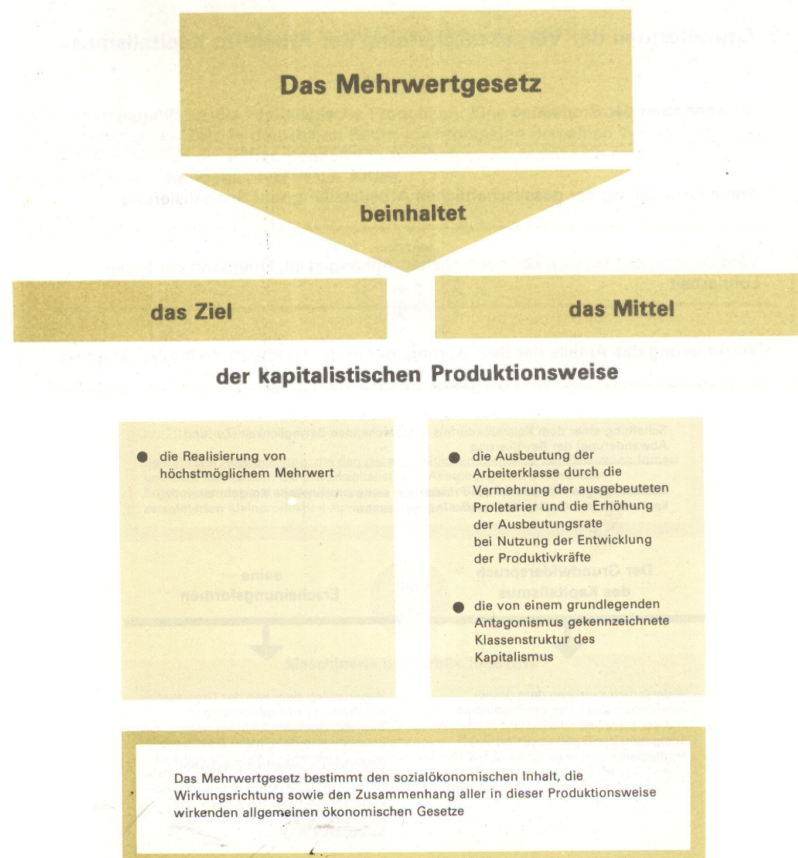 Das Mehrwertgesetz
beinhaltet
das Ziel
das Mittel
der kapitalistischen Produktionsweise
● die Realisierung von
höchstmöglichem Mehrwert
● die Ausbeutung der
Arbeiterklasse durch die
Vermehrung der ausgebeuteten
Proletarier und die Erhöhung
der Ausbeutungsrate
bei Nutzung der Entwicklung
der Produktivkräfte
● die von einem grundlegenden
Antagonismus gekennzeichnete
Klassenstruktur des
Kapitalismus
Das Mehrwertgesetz bestimmt den sozialökonomischen Inhalt, die
Wirkungsrichtung sowie den Zusammenhang aller in dieser Produktionsweise
wirkenden allgemeinen ökonomischen Gesetze